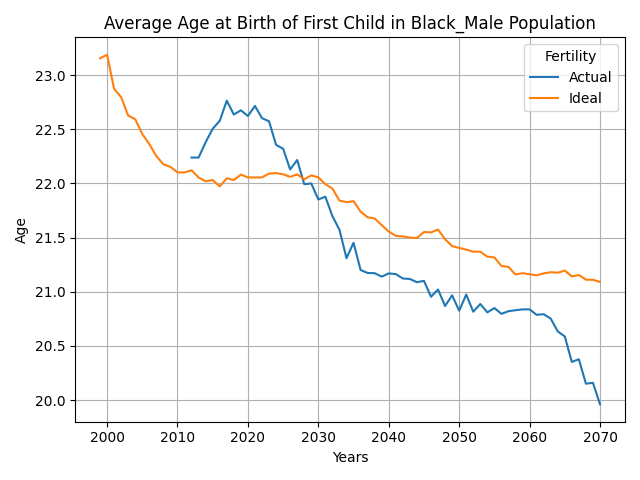 Average Age at Birth of First Child in Black_Male Population
Fertility
Actual
Ideal
Age
23.0
22.5
22.0
21.5
21.0
20.5
20.0
2000 2010 2020 2030 2040 2050 2060 2070
Years